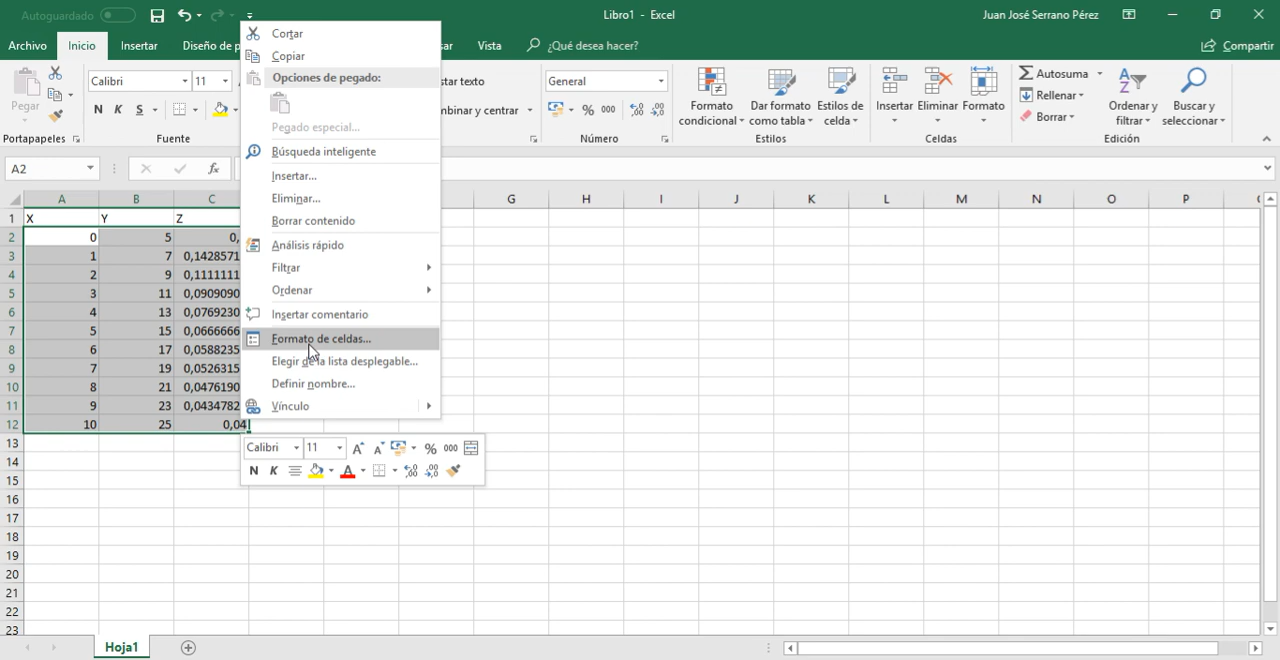 Autoguardado
Libro1 - Excel
Juan José Serrano Pérez
Archivo Inicio Insertar Diseño de p sar Vista ¿Qué desea hacer? Compartir
Cortar
Copiar
Opciones de pegado:
Pegado especial...
Búsqueda inteligente
Insertar...
Eliminar...
Borrar contenido
Análisis rápido
Filtrar
Ordenar
Insertar comentario
Formato de celdas...
Elegir de la lista desplegable...
Definir nombre...
Vínculo
Calibri 11 % 000
N K A
Pegar
Portapapeles
Calibri 11
N K S
Fuente
star texto
mbinar y centrar
General
% 000
Número
Formato condicional
Dar formato como tabla
Estilos de celda
Estilos
Insertar Eliminar Formato
Celdas
Autosuma
Rellenar
Borrar
Ordenar y filtrar
Buscar y seleccionar
Edición
A2 fx
A B C G H I J K L M N O P
1 X Y Z
2 0 5 0,
3 1 7 0,1428571
4 2 9 0,1111111
5 3 11 0,0909090
6 4 13 0,0769230
7 5 15 0,0666666
8 6 17 0,0588235
9 7 19 0,0526315
10 8 21 0,0476190
11 9 23 0,0434782
12 10 25 0,04
13
14
15
16
17
18
19
20
21
22
23
Hoja1